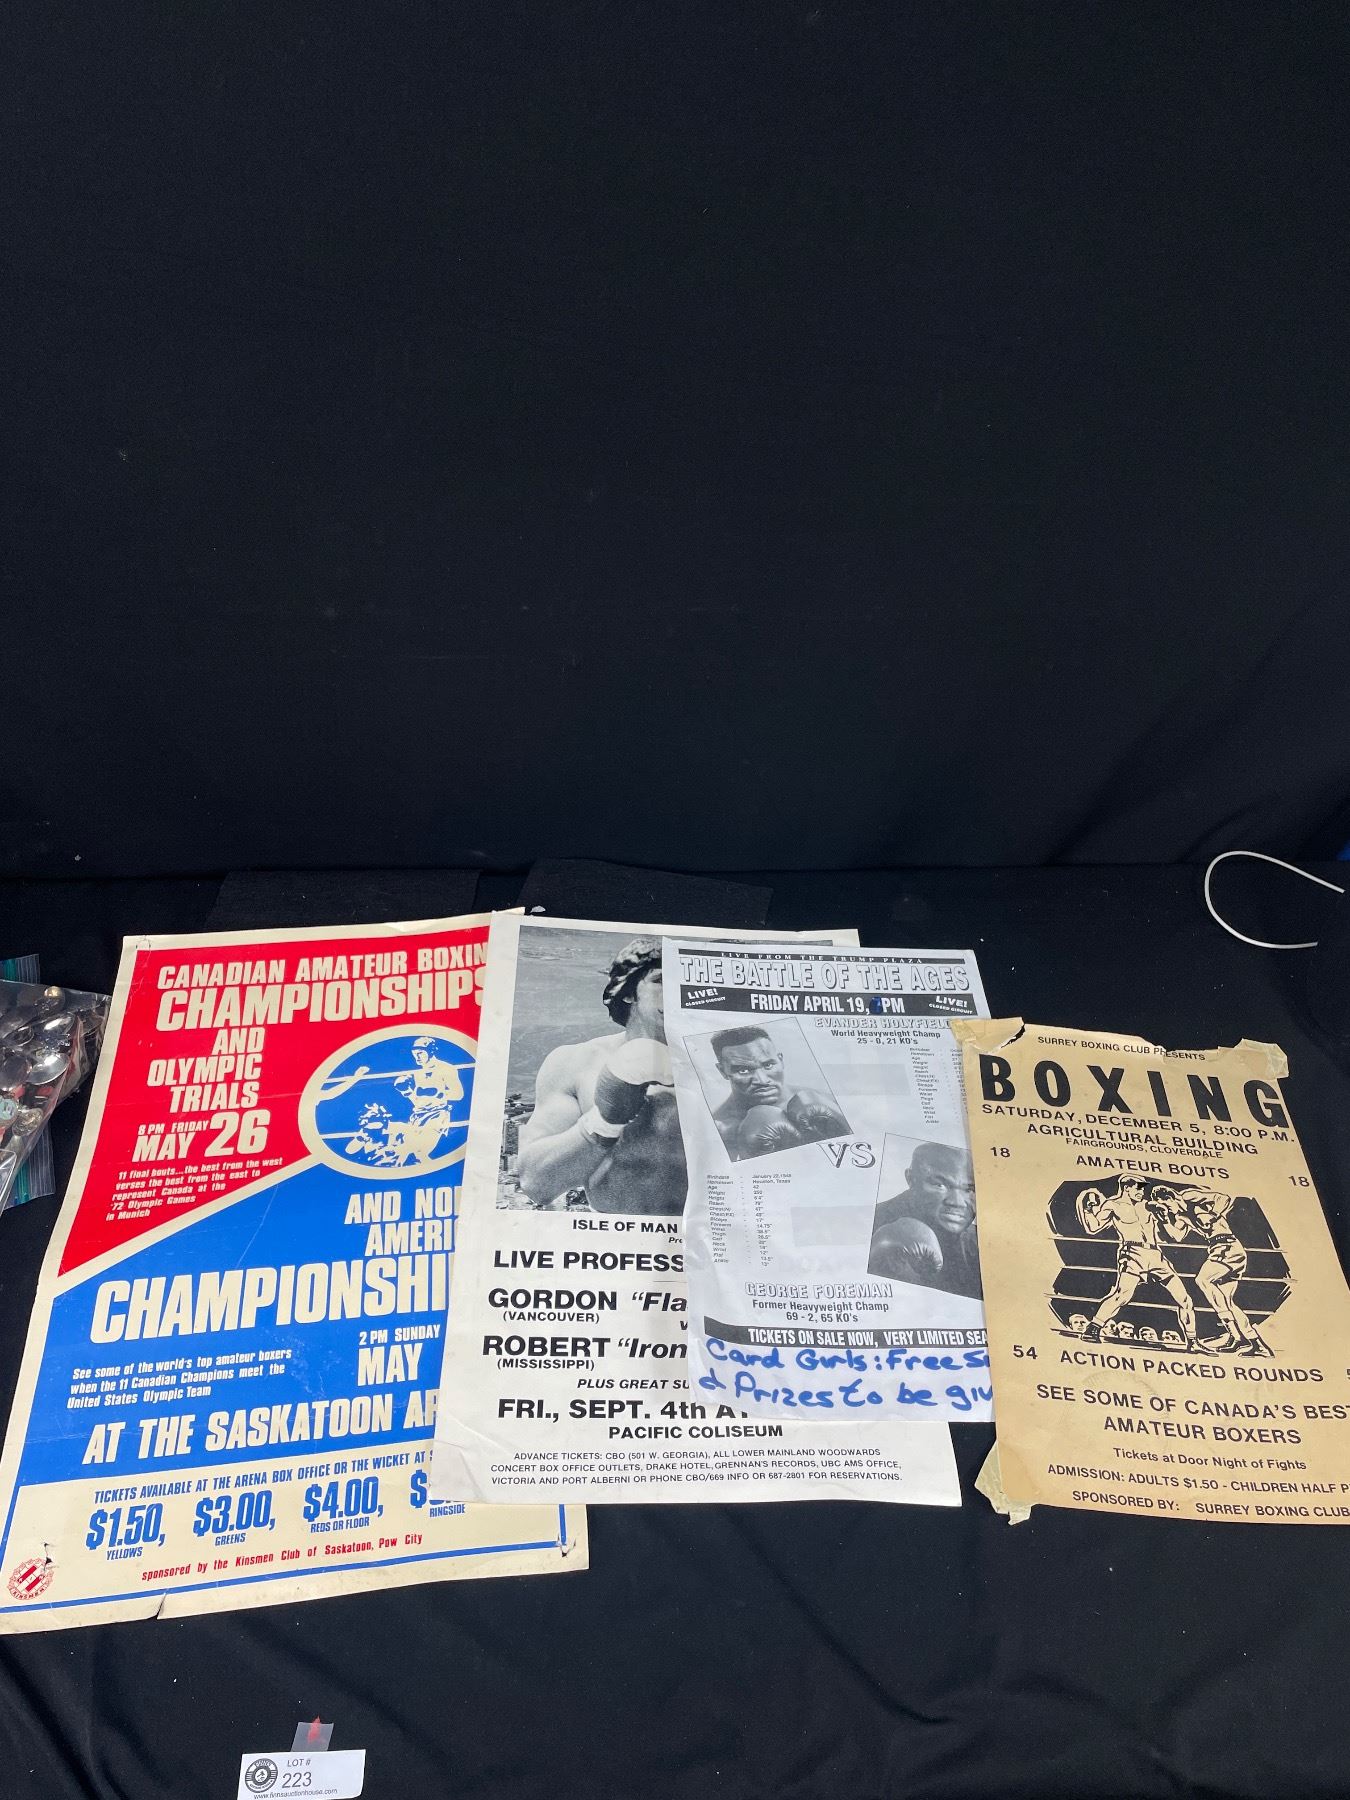 CANADIAN AMATEUR BOXIN
CHAMPIONSHIPS
AND
OLYMPIC
TRIALS
8 PM FRIDAY
MAY 26
11 final bouts...the best from the west
verses the best from the east to
represent Canada at the
'72 Olympic Games
in Munich
AND NO
AMERI
CHAMPIONSHI
2 PM SUNDAY
MAY
See some of the world's top amateur boxers
when the 11 Canadian Champions meet the
United States Olympic Team
AT THE SASKATOON AR
TICKETS AVAILABLE AT THE ARENA BOX OFFICE OR THE WICKET AT
$1.50,
YELLOWS
$3.00,
GREENS
$4.00,
REDS OR FLOOR
RINGSIDE
sponsored by the Kinsmen Club of Saskatoon, Pow City
KINSMEN
ISLE OF MAN
LIVE PROFESS
GORDON "Fla
(VANCOUVER)
ROBERT "Iron
(MISSISSIPPI)
PLUS GREAT SU
FRI., SEPT. 4th AT
PACIFIC COLISEUM
ADVANCE TICKETS: CBO (501 W. GEORGIA), ALL LOWER MAINLAND WOODWARDS
CONCERT BOX OFFICE OUTLETS, DRAKE HOTEL, GRENNAN'S RECORDS, UBC AMS OFFICE,
VICTORIA AND PORT ALBERNI OR PHONE CBO/669 INFO OR 687-2801 FOR RESERVATIONS.
LIVE FROM THE TRUMP PLAZA
THE BATTLE OF THE AGES
LIVE!
CLOSED CIRCUIT
FRIDAY APRIL 19, PM
LIVE!
CLOSED CIRCUIT
EVANDER HOLYFIELD
World Heavyweight Champ
25 - 0, 21 KO's
VS
GEORGE FOREMAN
Former Heavyweight Champ
69 - 2, 65 KO's
TICKETS ON SALE NOW, VERY LIMITED SEA
Card Girls: Free S
& Prizes to be giv
SURREY BOXING CLUB PRESENTS
BOXING
SATURDAY, DECEMBER 5, 8:00 P.M.
AGRICULTURAL BUILDING
FAIRGROUNDS, CLOVERDALE
18 AMATEUR BOUTS 18
54 ACTION PACKED ROUNDS
SEE SOME OF CANADA'S BEST
AMATEUR BOXERS
Tickets at Door Night of Fights
ADMISSION: ADULTS $1.50 - CHILDREN HALF P
SPONSORED BY: SURREY BOXING CLUB
LOT #
223
www.finnsauctionhouse.com